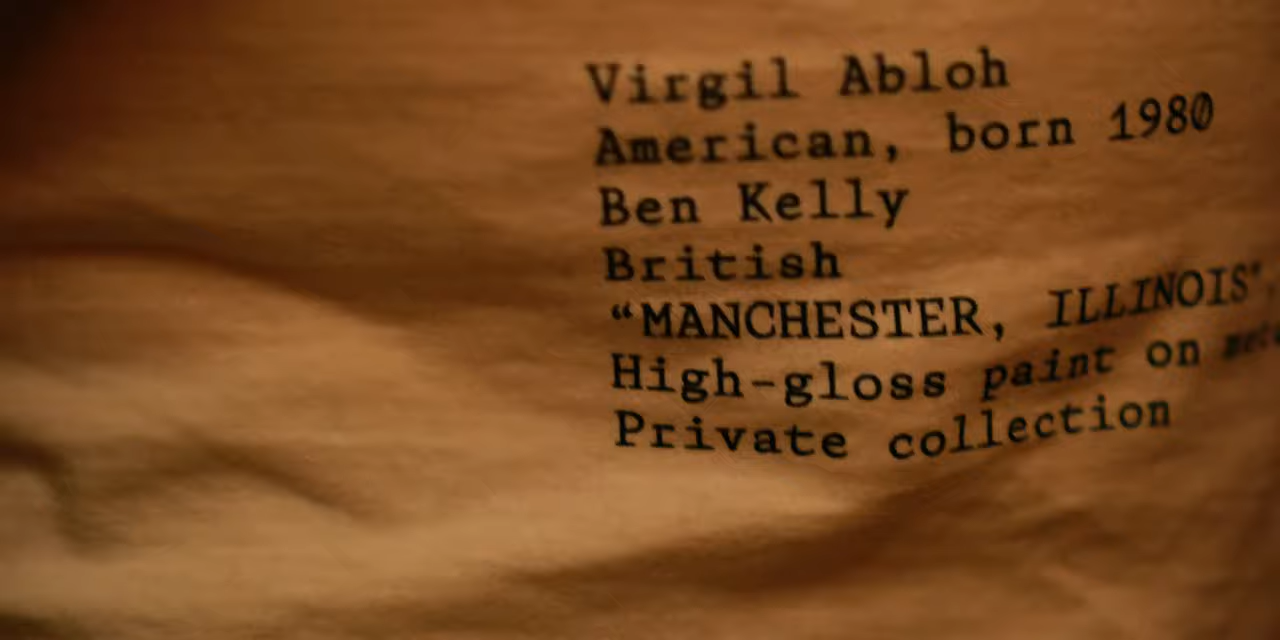 Virgil Abloh
American, born 1980
Ben Kelly
British
“MANCHESTER, ILLINOIS”,
High-gloss paint on
Private collection